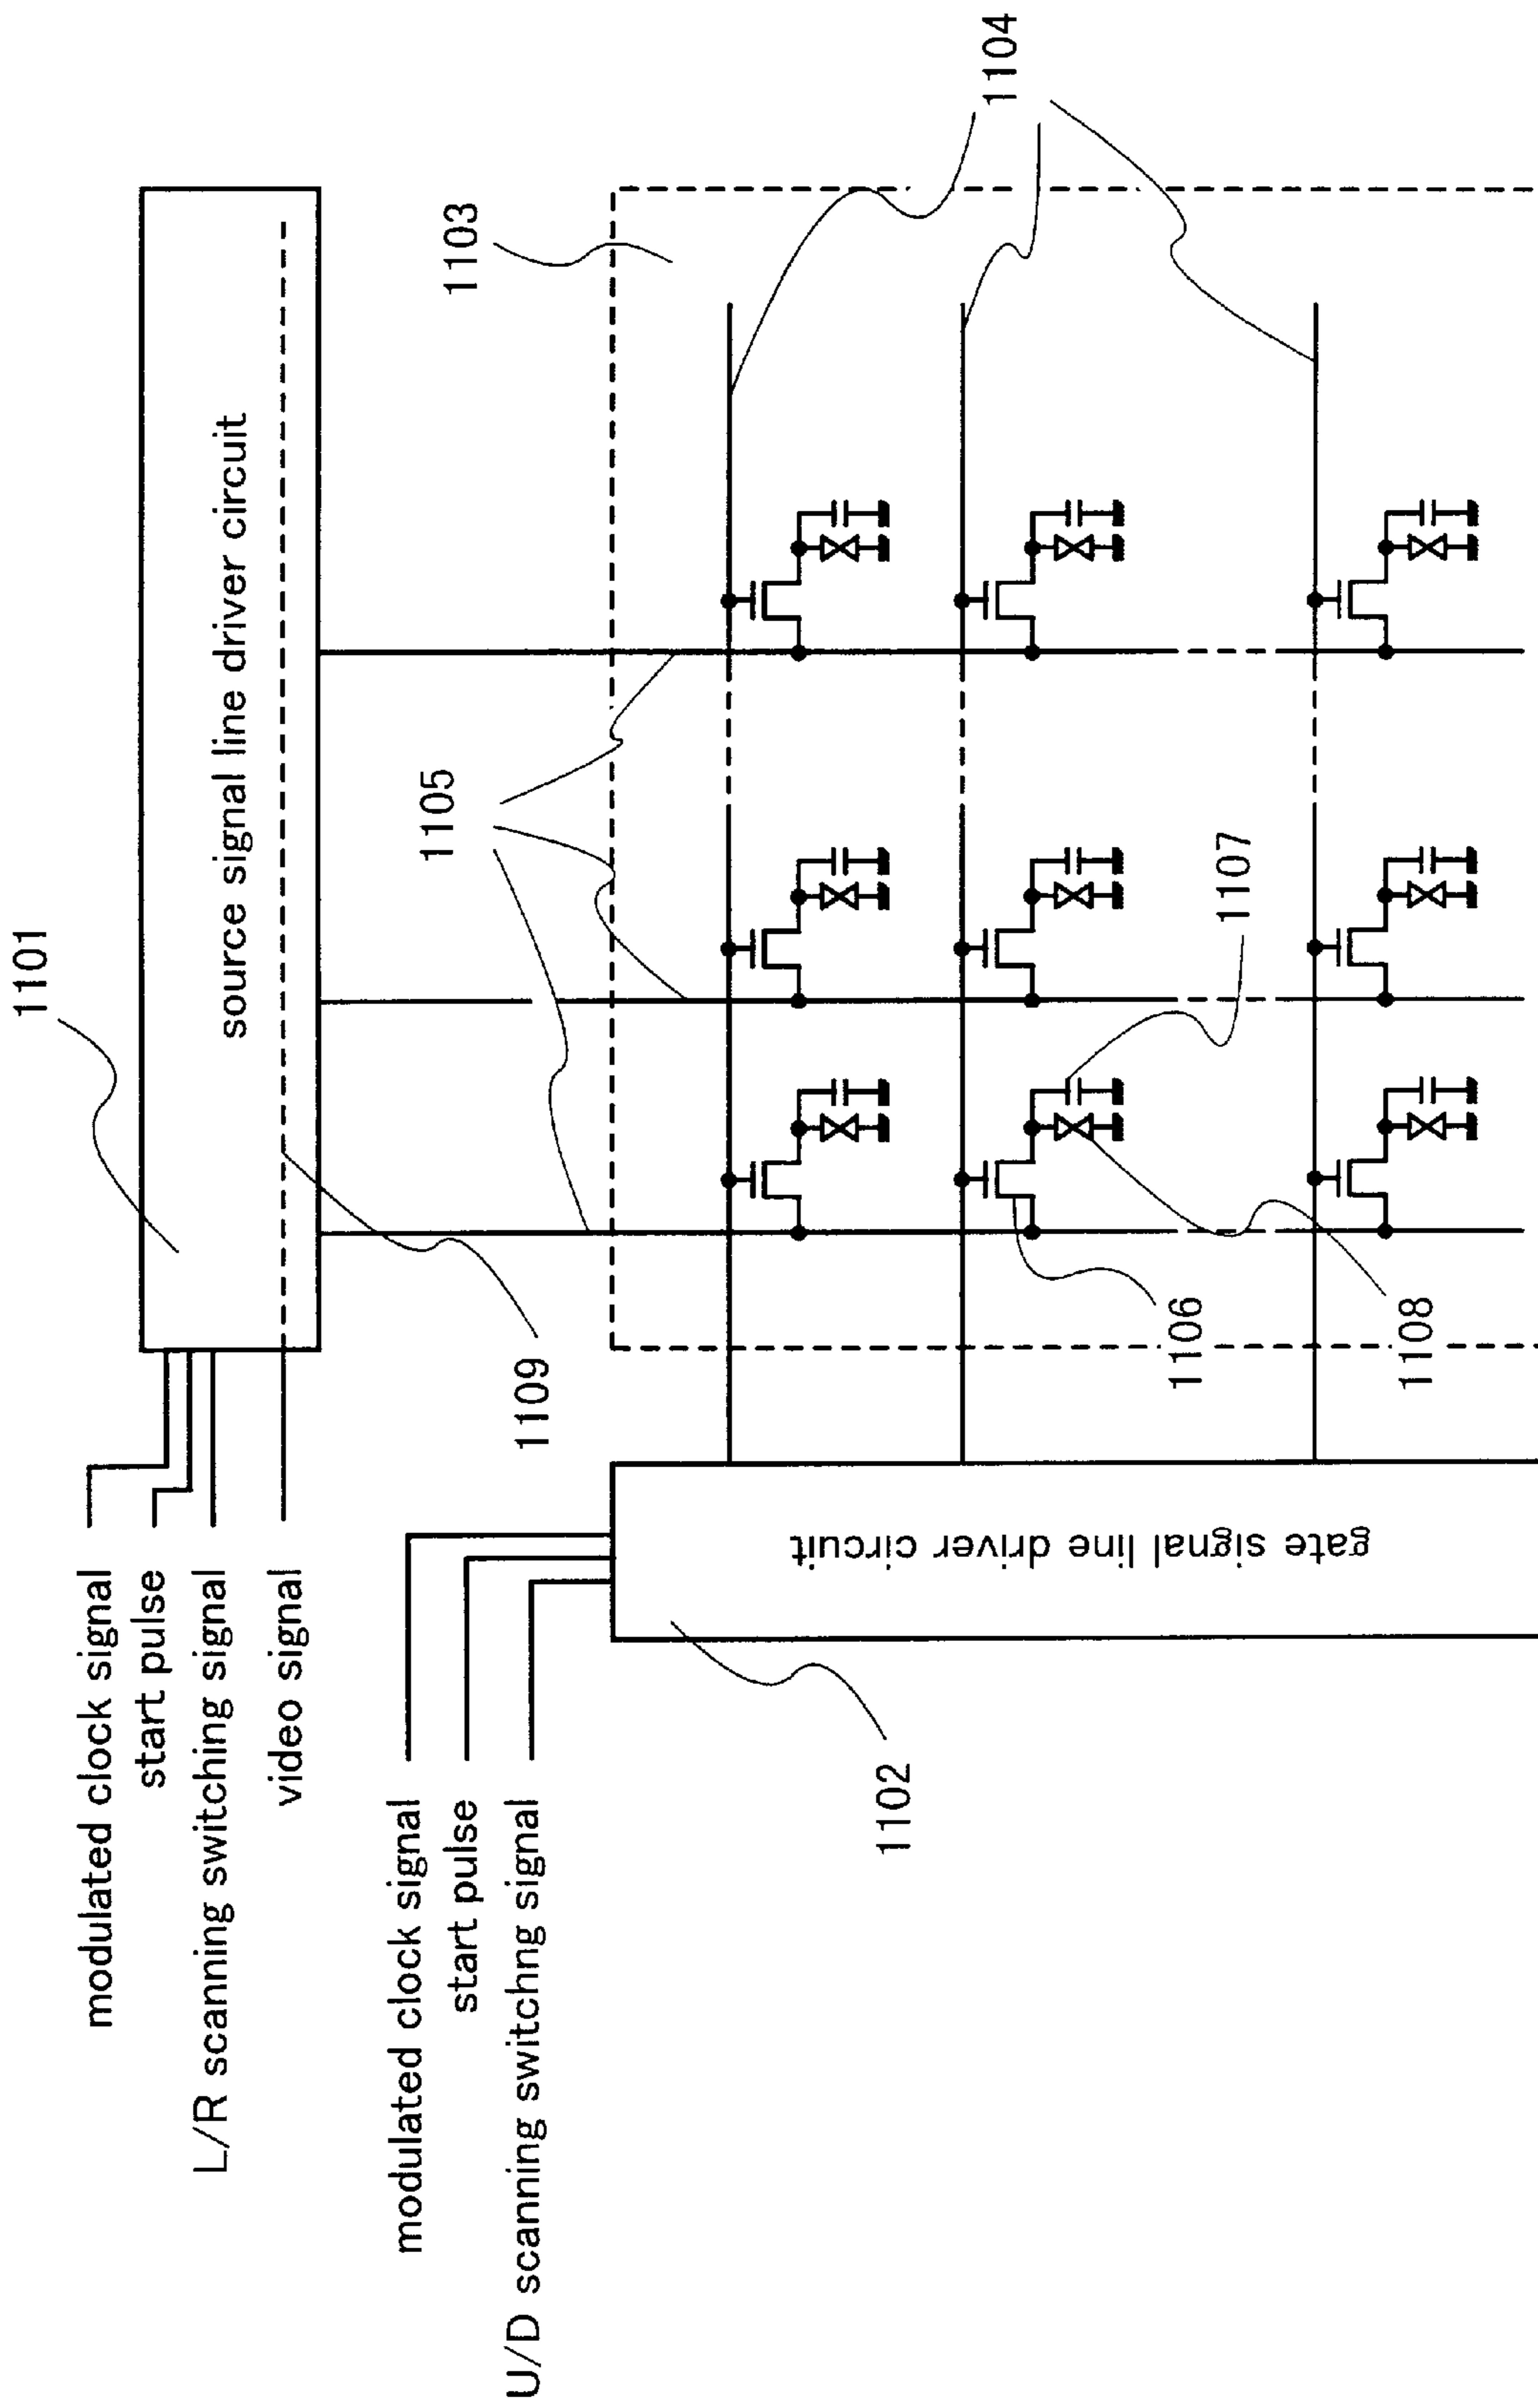 1101
source signal line driver circuit
modulated clock signal
start pulse
L/R scanning switching signal
video signal
1109
1105
1103
1104
modulated clock signal
start pulse
U/D scanning switchng signal
1102
gate signal line driver circuit
1106
1107
1108